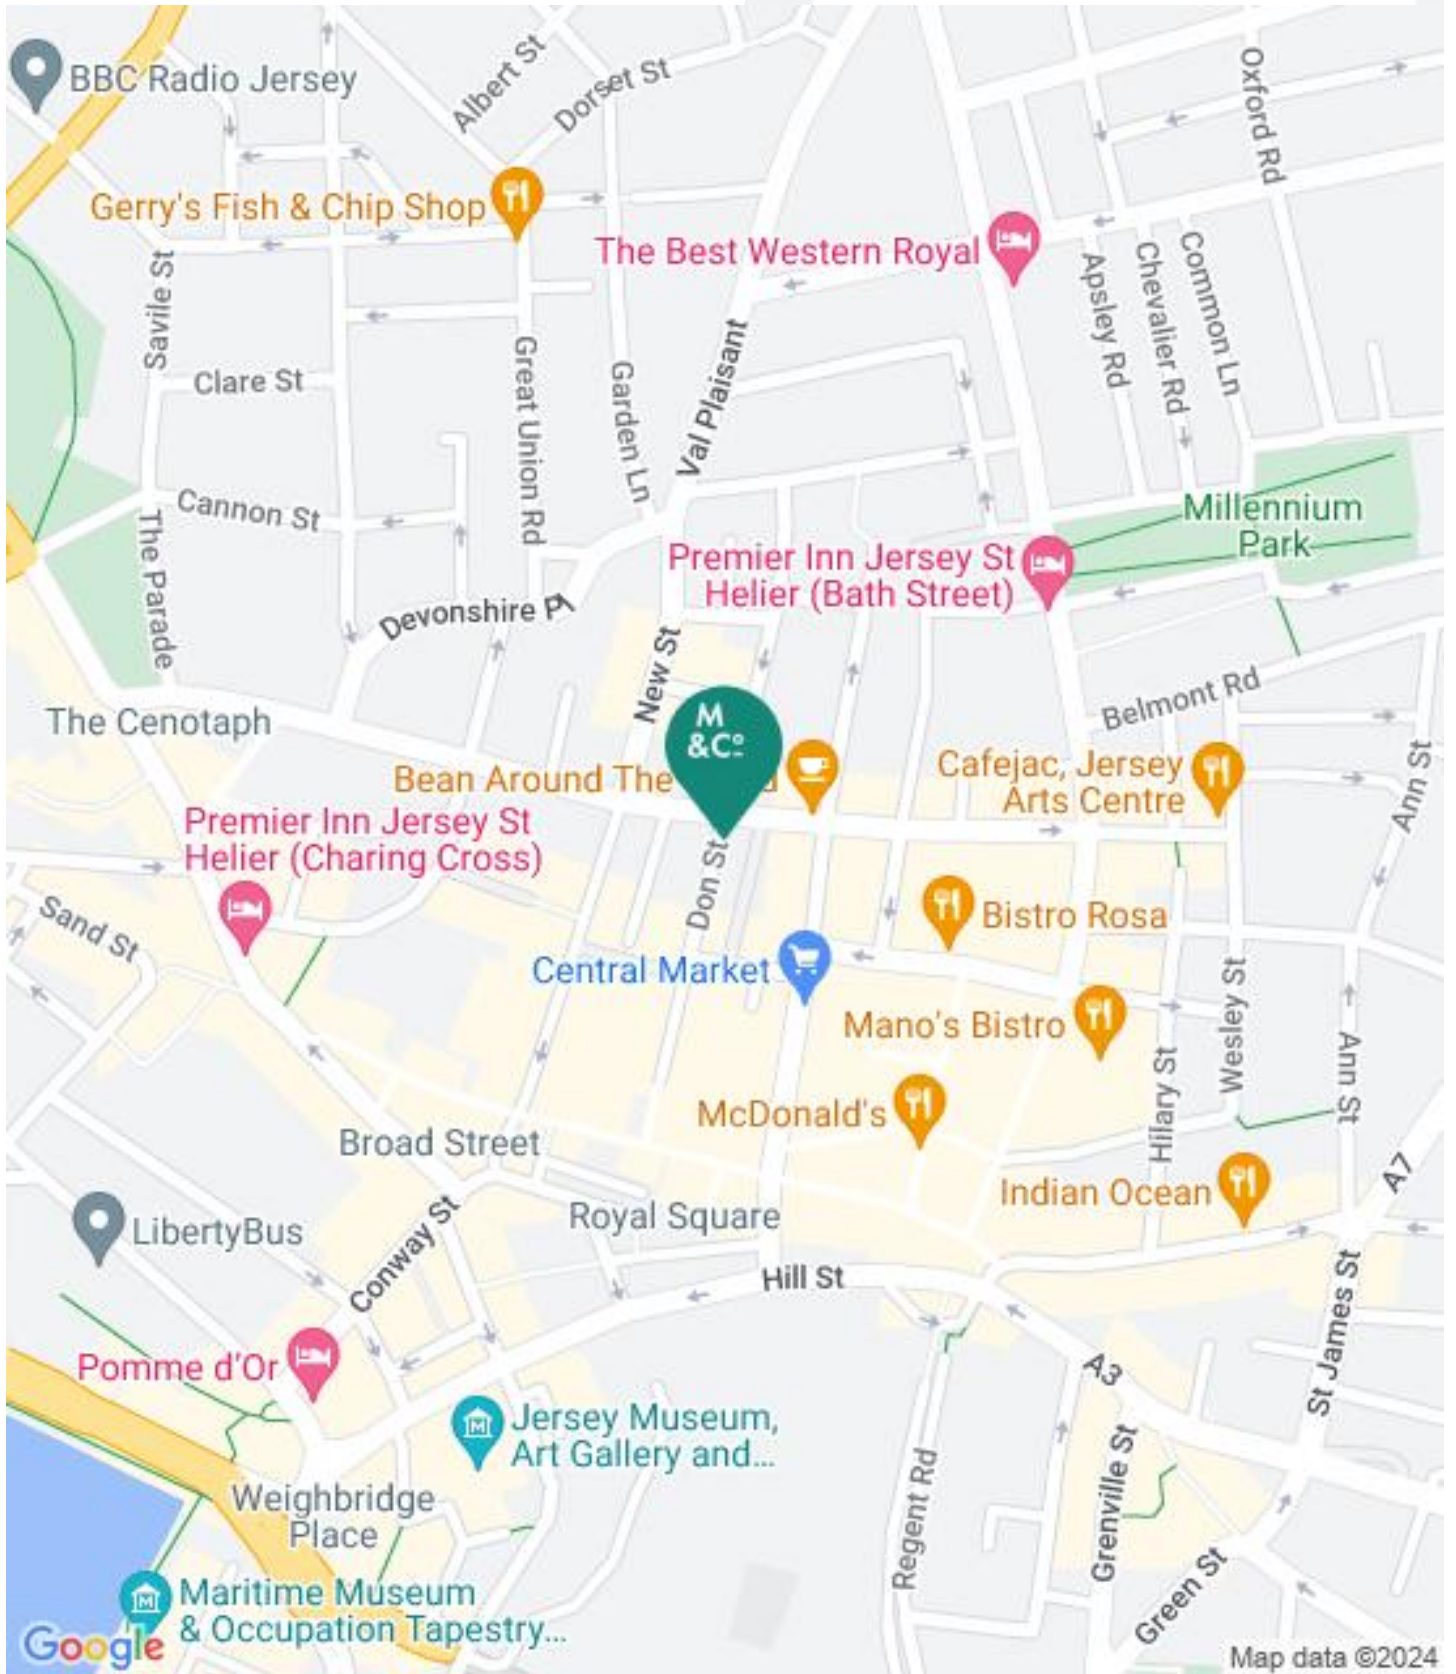 BBC Radio Jersey
Albert St
Dorset St
Oxford Rd
Gerry's Fish & Chip Shop
The Best Western Royal
Savile St
Apsley Rd
Chevalier Rd
Common Ln
Clare St
Great Union Rd
Garden Ln
Val Plaisant
Cannon St
The Parade
Millennium
Park
Premier Inn Jersey St
Helier (Bath Street)
Devonshire Pl
New St
Belmont Rd
The Cenotaph
M
&Co
Bean Around The
Cafejac, Jersey
Arts Centre
Ann St
Premier Inn Jersey St
Helier (Charing Cross)
Sand St
Don St
Bistro Rosa
Central Market
Mano's Bistro
Wesley St
Hilary St
Ann St
McDonald's
Broad Street
A7
Indian Ocean
LibertyBus
Conway St
Royal Square
Hill St
St James St
Pomme d'Or
A3
Jersey Museum,
Art Gallery and...
Regent Rd
Grenville St
Weighbridge
Place
Green St
Maritime Museum
& Occupation Tapestry...
Google
Map data ©2024